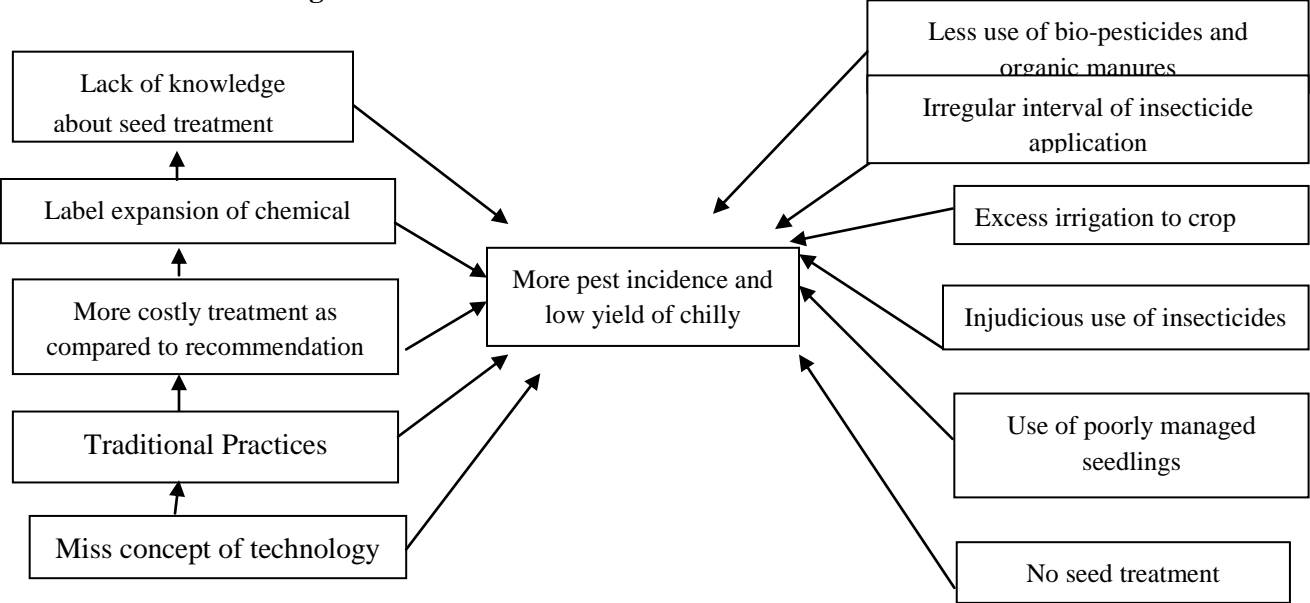 Lack of knowledge
about seed treatment
Label expansion of chemical
More costly treatment as
compared to recommendation
Traditional Practices
Miss concept of technology
More pest incidence and
low yield of chilly
Less use of bio-pesticides and
organic manures
Irregular interval of insecticide
application
Excess irrigation to crop
Injudicious use of insecticides
Use of poorly managed
seedlings
No seed treatment